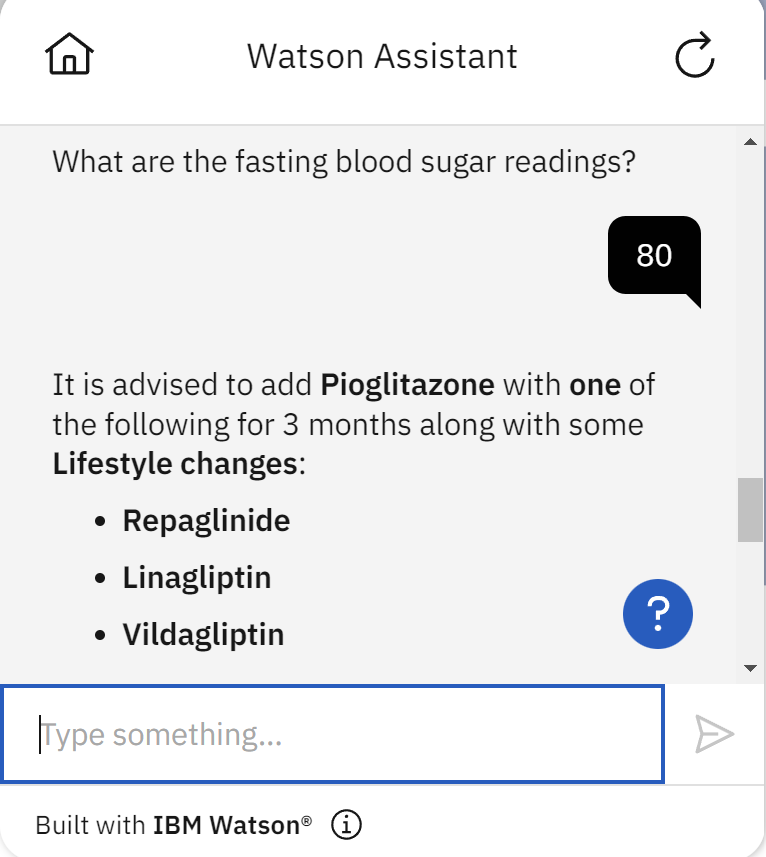 Watson Assistant
What are the fasting blood sugar readings?
80
It is advised to add Pioglitazone with one of
the following for 3 months along with some
Lifestyle changes:
• Repaglinide
• Linagliptin
• Vildagliptin
?
Type something...
Built with IBM Watson®